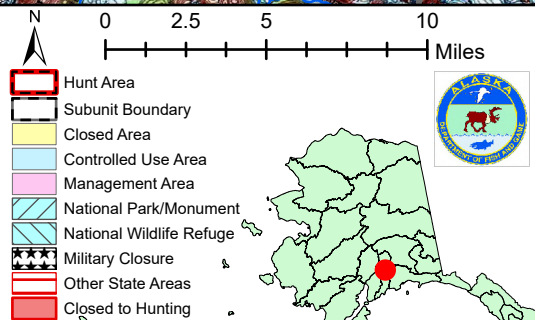 N
0 2.5 5 10
Miles
Hunt Area
Subunit Boundary
Closed Area
Controlled Use Area
Management Area
National Park/Monument
National Wildlife Refuge
Military Closure
Other State Areas
Closed to Hunting
ALASKA
DEPARTMENT OF FISH AND GAME